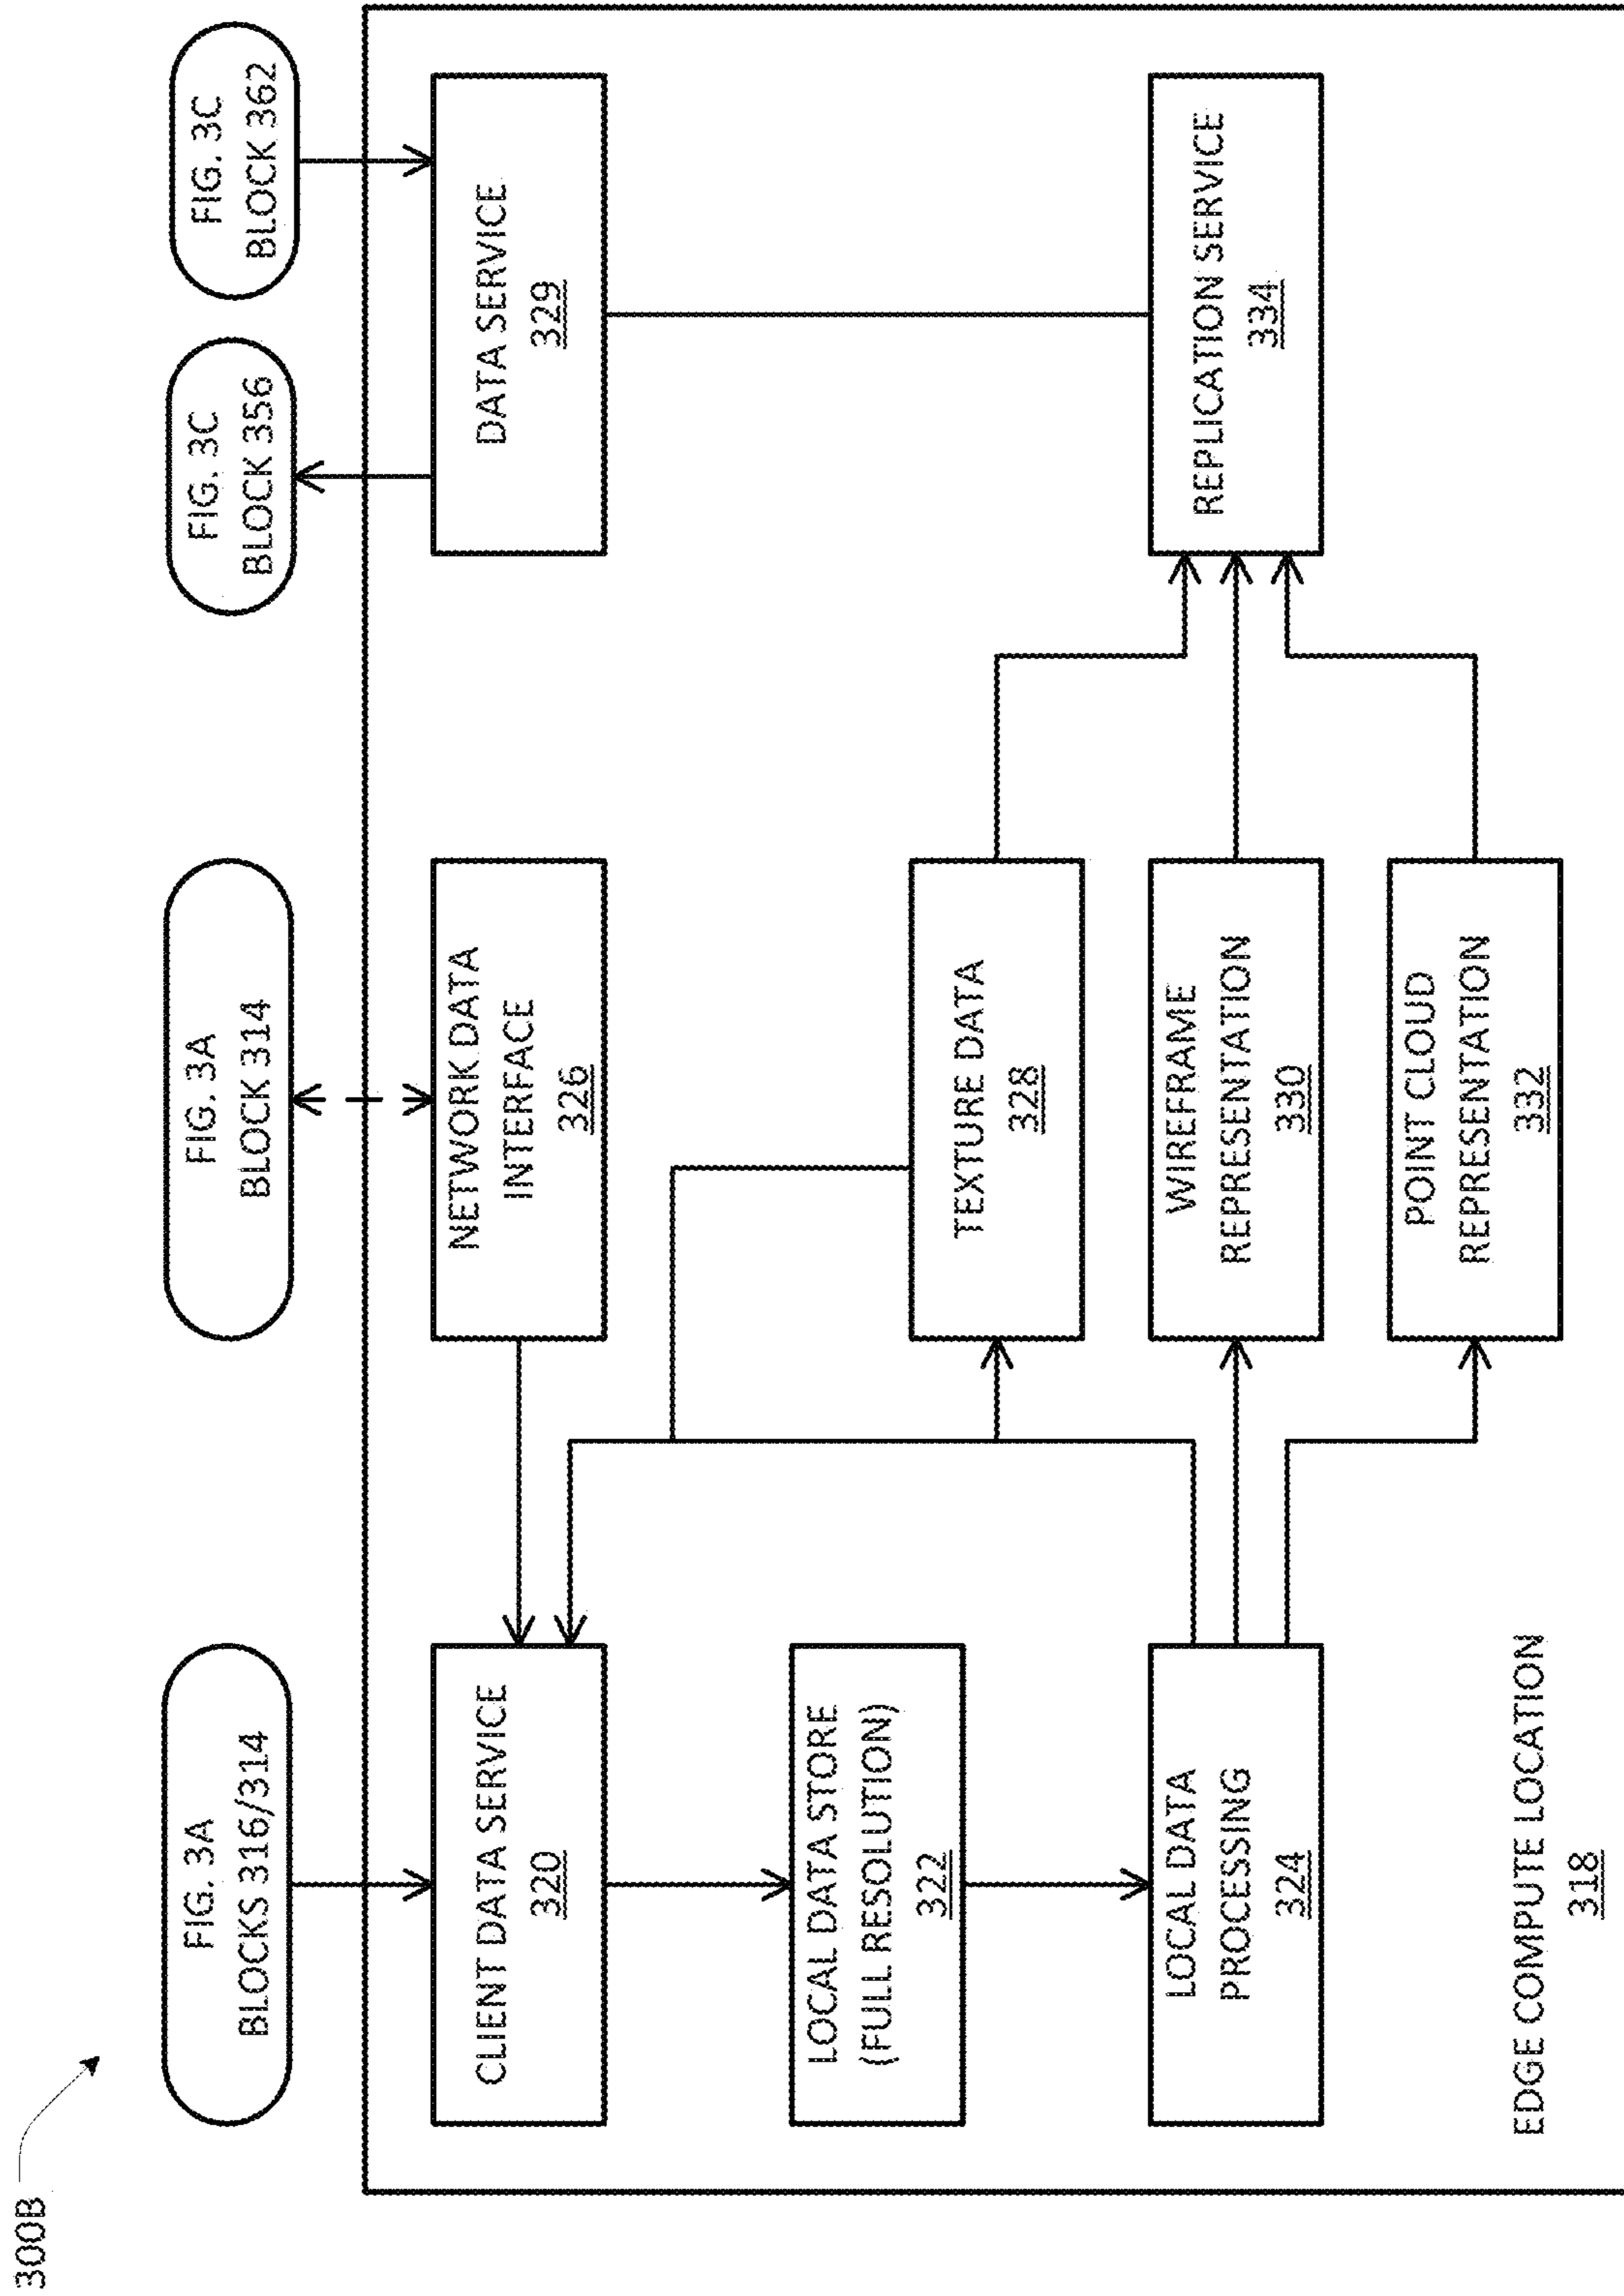 300B
FIG. 3A
BLOCKS 316/314
FIG. 3A
BLOCK 314
FIG. 3C
BLOCK 356
FIG. 3C
BLOCK 362
CLIENT DATA SERVICE
320
NETWORK DATA
INTERFACE
326
DATA SERVICE
329
LOCAL DATA STORE
(FULL RESOLUTION)
322
TEXTURE DATA
328
LOCAL DATA
PROCESSING
324
WIREFRAME
REPRESENTATION
330
REPLICATION SERVICE
334
POINT CLOUD
REPRESENTATION
332
EDGE COMPUTE LOCATION
318